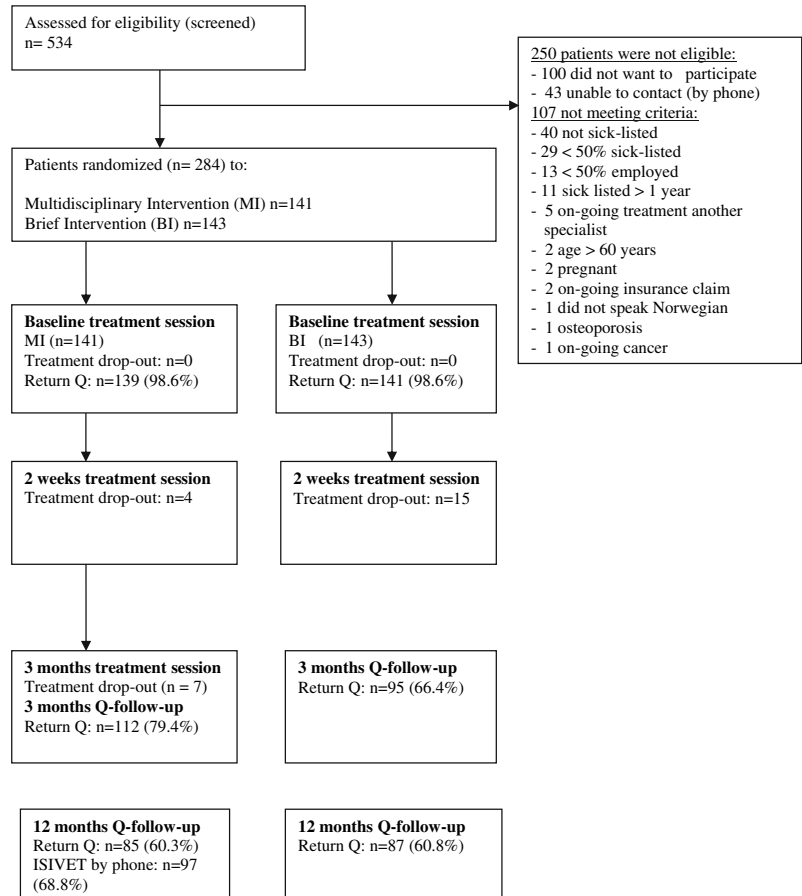 Assessed for eligibility (screened)
n= 534
250 patients were not eligible:
- 100 did not want to participate
- 43 unable to contact (by phone)
107 not meeting criteria:
- 40 not sick-listed
- 29 < 50% sick-listed
- 13 < 50% employed
- 11 sick listed > 1 year
- 5 on-going treatment another
specialist
- 2 age > 60 years
- 2 pregnant
- 2 on-going insurance claim
- 1 did not speak Norwegian
- 1 osteoporosis
- 1 on-going cancer
Patients randomized (n= 284) to:
Multidisciplinary Intervention (MI) n=141
Brief Intervention (BI) n=143
Baseline treatment session
MI (n=141)
Treatment drop-out: n=0
Return Q: n=139 (98.6%)
Baseline treatment session
BI (n=143)
Treatment drop-out: n=0
Return Q: n=141 (98.6%)
2 weeks treatment session
Treatment drop-out: n=4
2 weeks treatment session
Treatment drop-out: n=15
3 months treatment session
Treatment drop-out (n = 7)
3 months Q-follow-up
Return Q: n=112 (79.4%)
3 months Q-follow-up
Return Q: n=95 (66.4%)
12 months Q-follow-up
Return Q: n=85 (60.3%)
ISIVET by phone: n=97
(68.8%)
12 months Q-follow-up
Return Q: n=87 (60.8%)